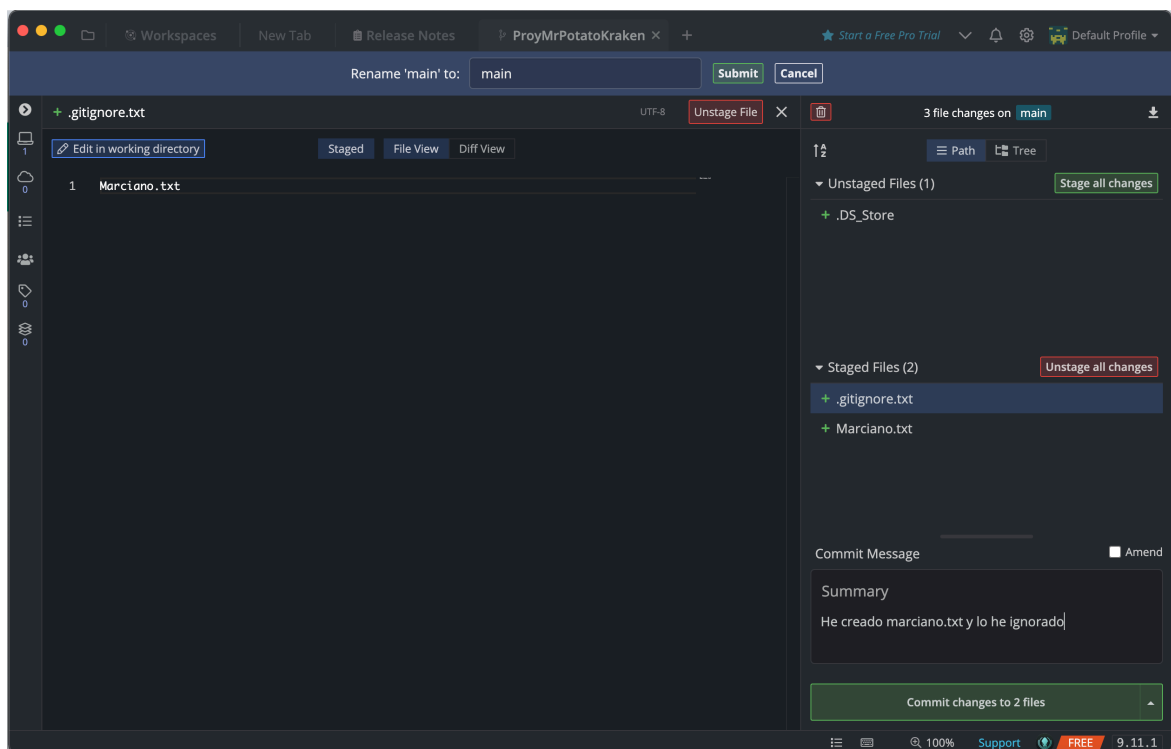 Workspaces
New Tab
Release Notes
ProyMrPotatoKraken
Start a Free Pro Trial
Default Profile
Rename 'main' to:
main
Submit
Cancel
+ .gitignore.txt
UTF-8
Unstage File
3 file changes on main
1
0
0
0
Edit in working directory
Staged
File View
Diff View
Path
Tree
1 Marciano.txt
Unstaged Files (1)
Stage all changes
+ .DS_Store
Staged Files (2)
Unstage all changes
+ .gitignore.txt
+ Marciano.txt
Commit Message
Amend
Summary
He creado marciano.txt y lo he ignorado
Commit changes to 2 files
100%
Support
FREE
9.11.1